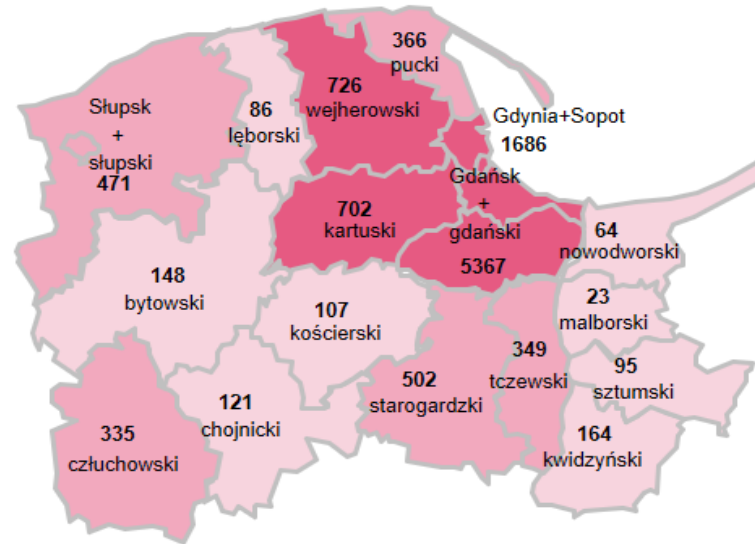 366
pucki
726
wejherowski
86
lęborski
Słupsk
+
słupski
471
Gdynia+Sopot
1686
Gdańsk
+
gdański
5367
702
kartuski
64
nowodworski
148
bytowski
107
kościerski
23
malborski
349
tczewski
95
sztumski
502
starogardzki
121
chojnicki
335
człuchowski
164
kwidzyński